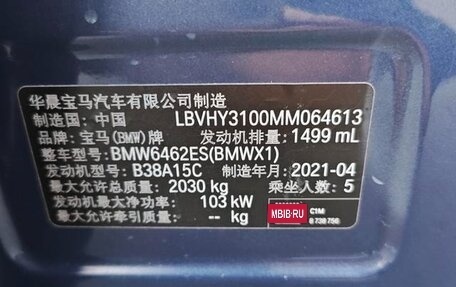 华晨宝马汽车有限公司制造
制造国：中国 LBVHY3100MM064613
品牌：宝马(BMW)牌 发动机排量：1499 mL
整车型号：BMW6462ES(BMWX1)
发动机型号：B38A15C 制造年月：2021-04
最大允许总质量：2030 kg 乘坐人数：5
发动机最大净功率：103 kW
最大允许牵引质量：-- kg
MBIB.RU
C1M
8 738 756